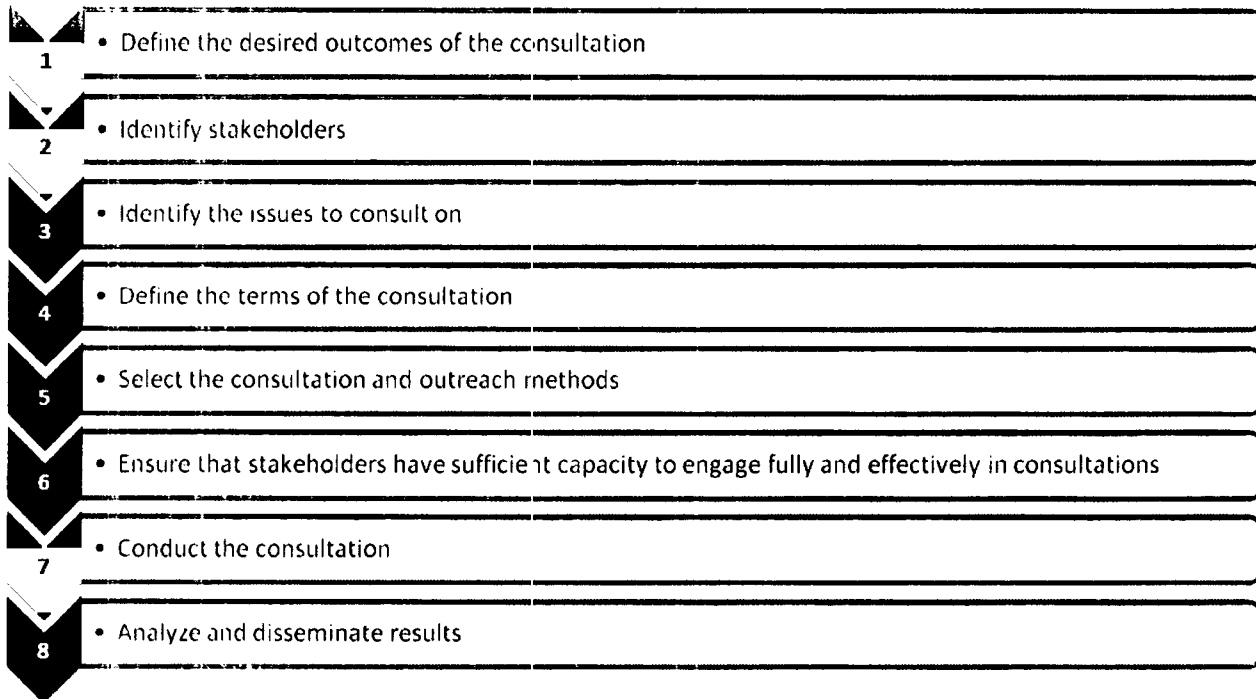 1 • Define the desired outcomes of the consultation
2 • Identify stakeholders
3 • Identify the issues to consult on
4 • Define the terms of the consultation
5 • Select the consultation and outreach methods
6 • Ensure that stakeholders have sufficient capacity to engage fully and effectively in consultations
7 • Conduct the consultation
8 • Analyze and disseminate results